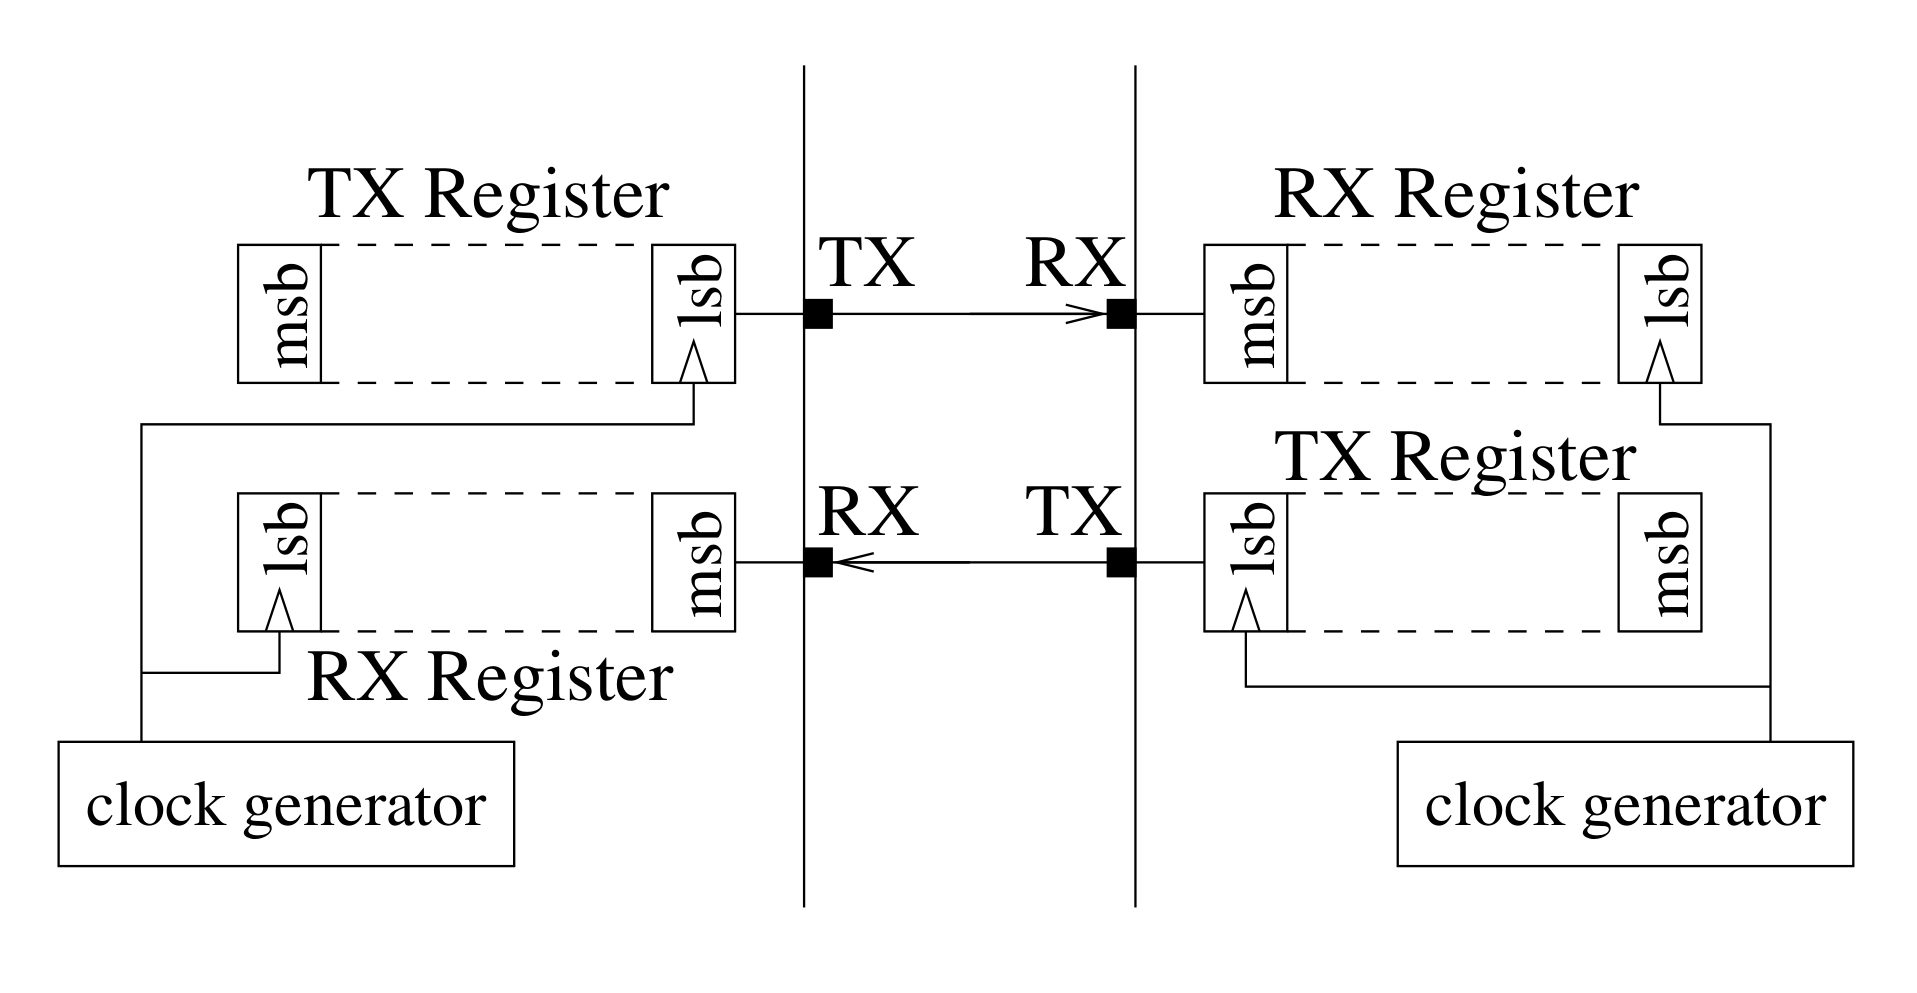 TX Register
RX Register
msb
lsb
TX
RX
msb
lsb
TX Register
lsb
msb
RX
TX
lsb
msb
RX Register
clock generator
clock generator